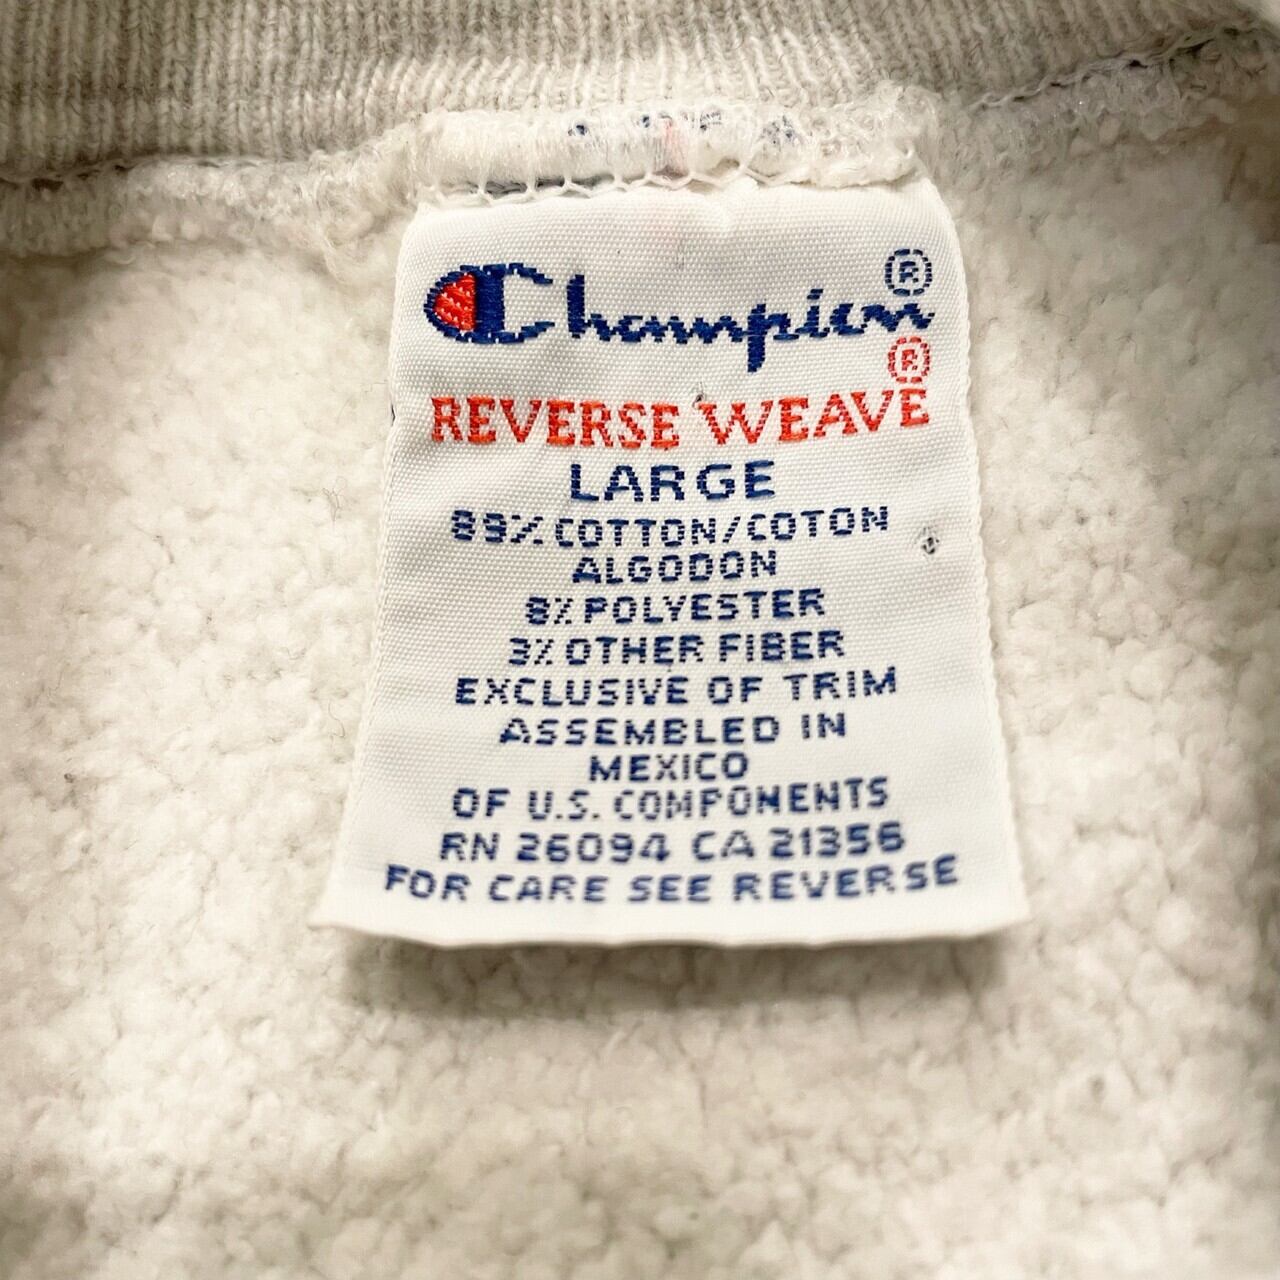 Champion®
REVERSE WEAVE®
LARGE
89% COTTON/COTON
ALGODON
8% POLYESTER
3% OTHER FIBER
EXCLUSIVE OF TRIM
ASSEMBLED IN
MEXICO
OF U.S. COMPONENTS
RN 26094 CA 21356
FOR CARE SEE REVERSE